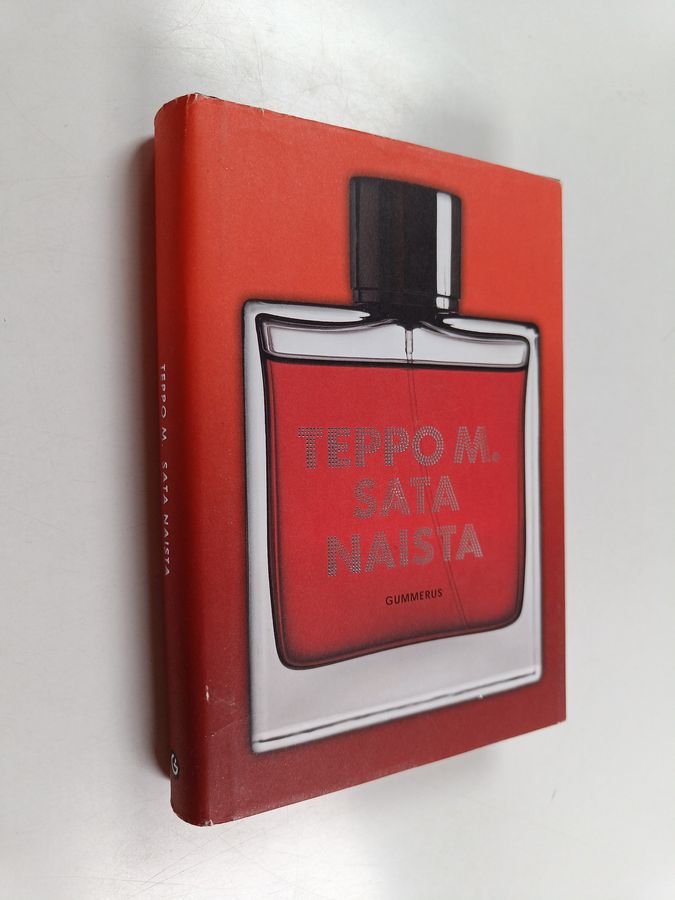 TEPPO M.
SATA
NAISTA
GUMMERUS
TEPPO M. SATA NAISTA
G